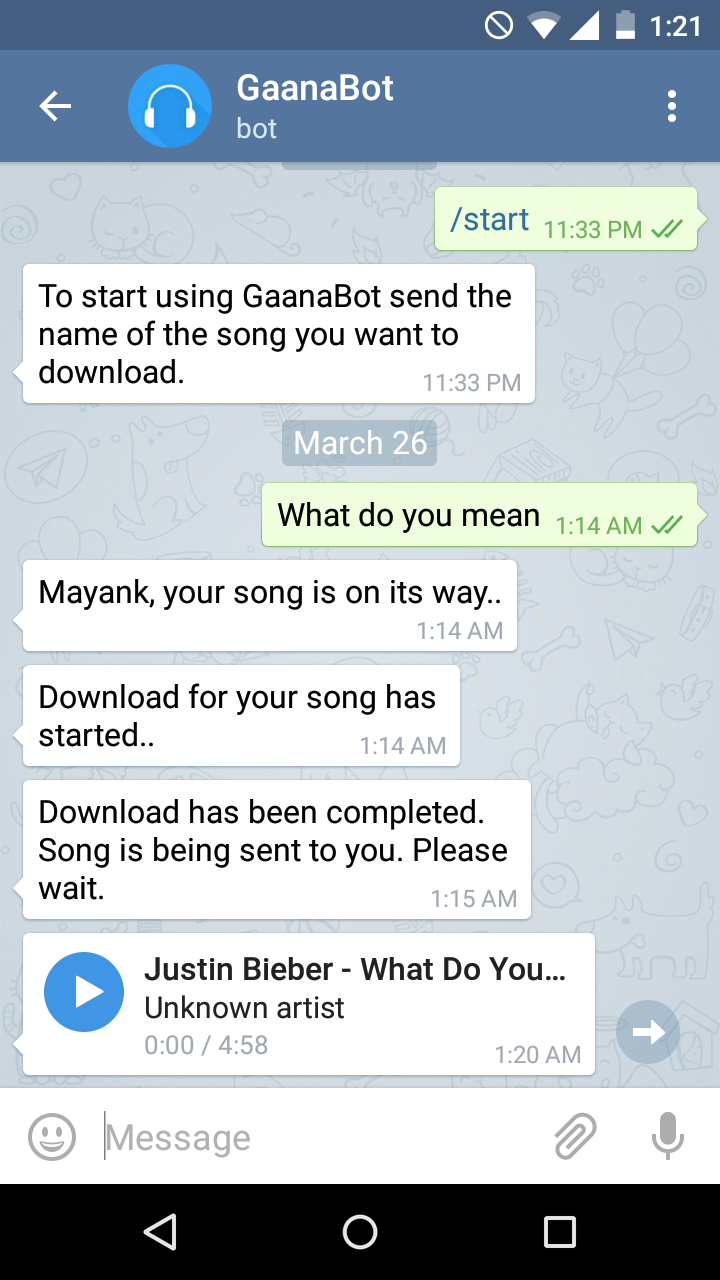 1:21
GaanaBot
bot
/start 11:33 PM
To start using GaanaBot send the
name of the song you want to
download. 11:33 PM
March 26
What do you mean 1:14 AM
Mayank, your song is on its way..
1:14 AM
Download for your song has
started.. 1:14 AM
Download has been completed.
Song is being sent to you. Please
wait. 1:15 AM
Justin Bieber - What Do You...
Unknown artist
0:00 / 4:58 1:20 AM
Message